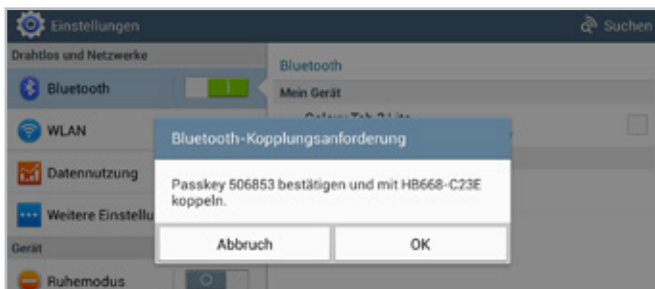 Einstellungen
Suchen
Drahtlos und Netzwerke
Bluetooth
Bluetooth
Mein Gerät
WLAN
Bluetooth-Kopplungsanforderung
Datennutzung
Passkey 506853 bestätigen und mit HB668-C23E
koppeln.
Weitere Einstellu
Abbruch
OK
Gerät
Ruhemodus